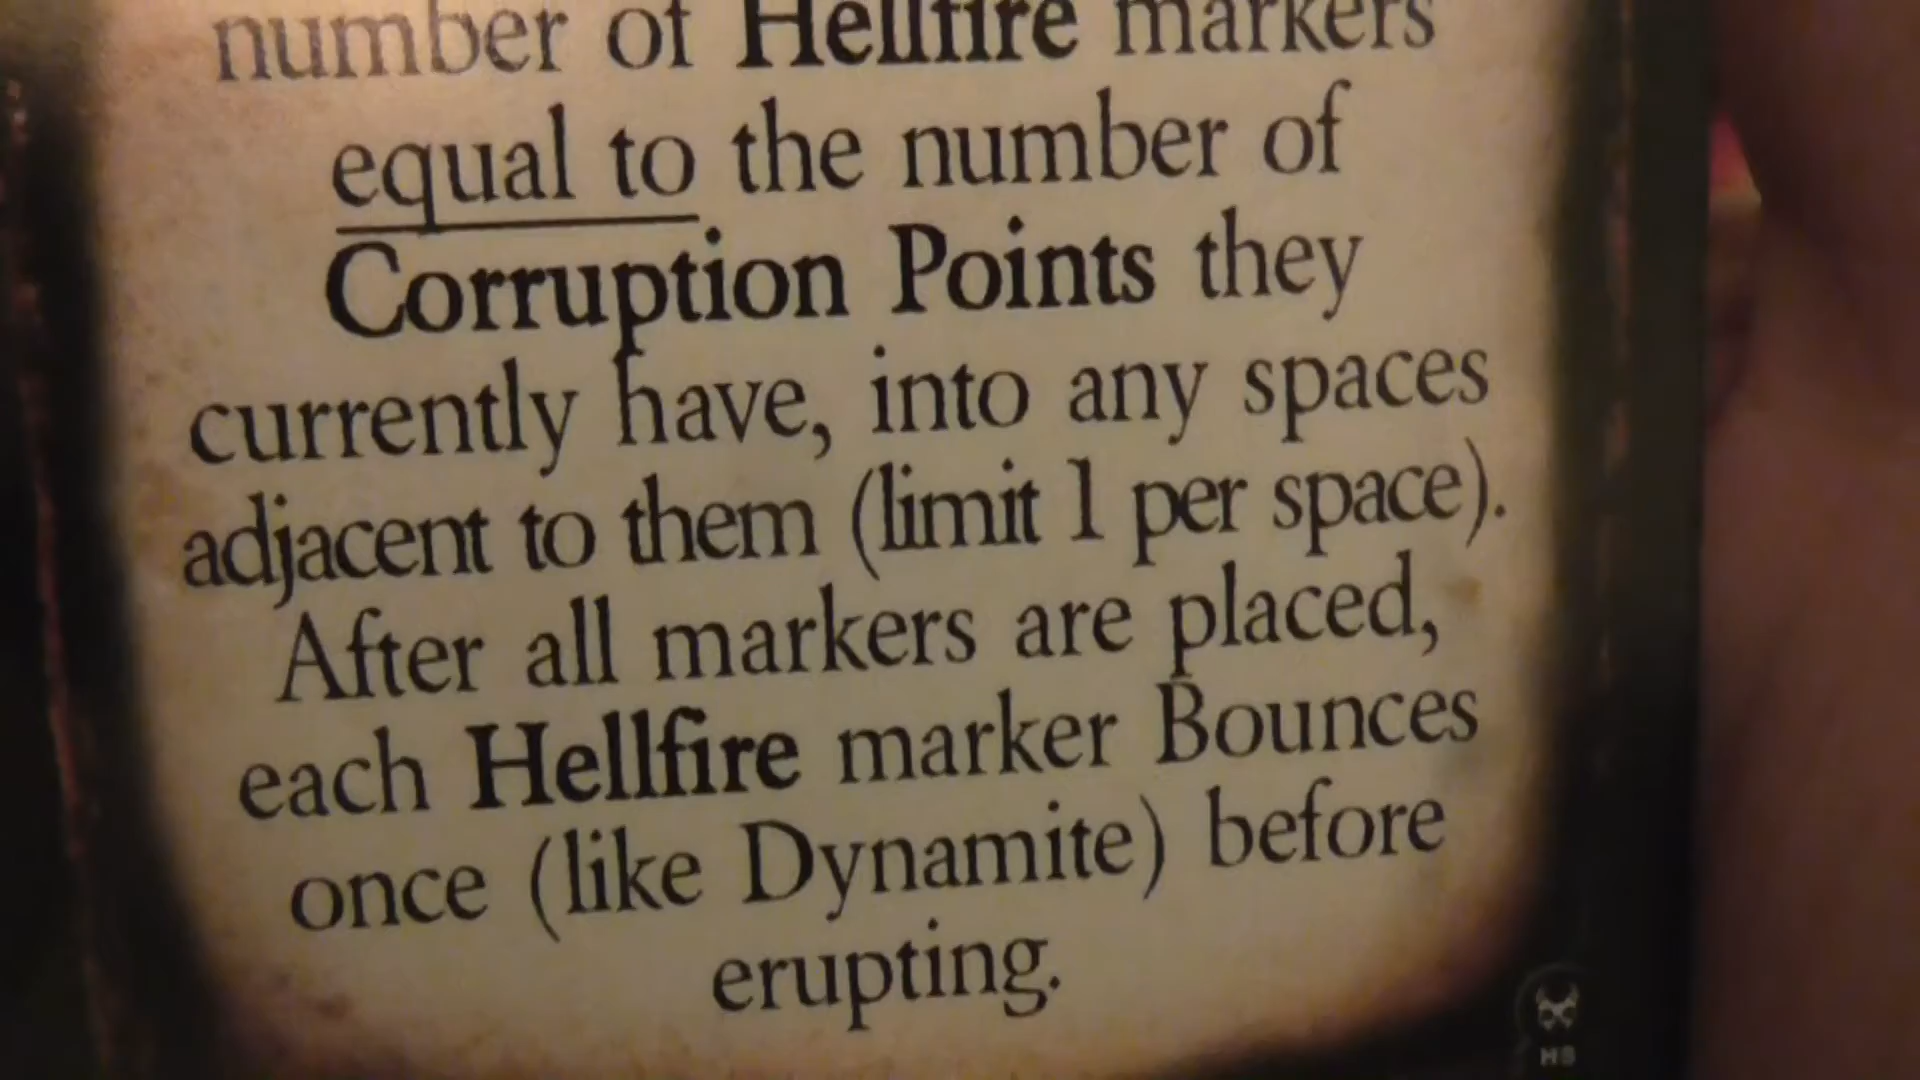 number of Hellfire markers
equal to the number of
Corruption Points they
currently have, into any spaces
adjacent to them (limit 1 per space).
After all markers are placed,
each Hellfire marker Bounces
once (like Dynamite) before
erupting.
HS